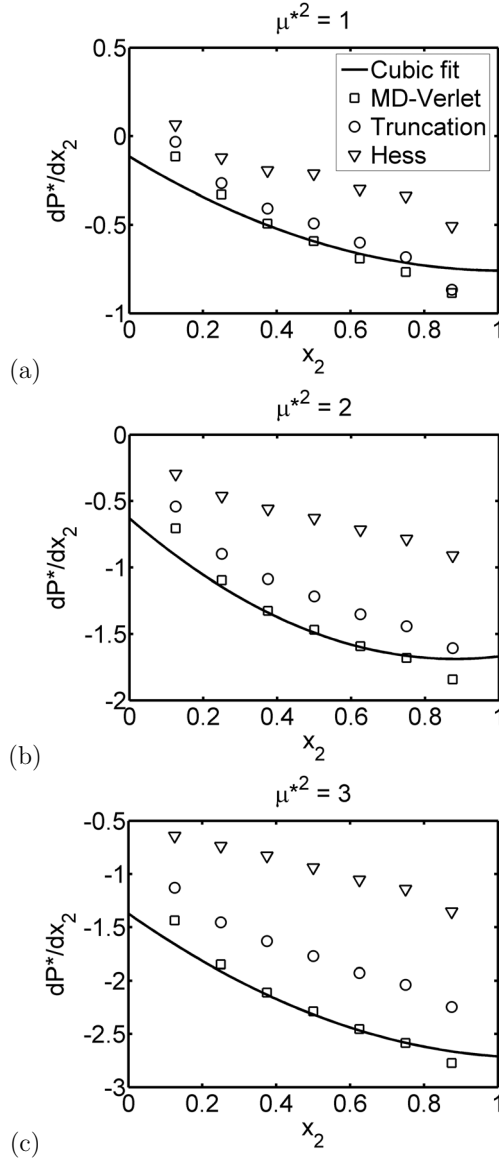 μ*² = 1
0.5
0
-0.5
-1
dP*/dx₂
Cubic fit
MD-Verlet
Truncation
Hess
0 0.2 0.4 0.6 0.8 1
x₂
(a)
μ*² = 2
0
-0.5
-1
-1.5
-2
dP*/dx₂
0 0.2 0.4 0.6 0.8 1
x₂
(b)
μ*² = 3
-0.5
-1
-1.5
-2
-2.5
-3
dP*/dx₂
0 0.2 0.4 0.6 0.8 1
x₂
(c)